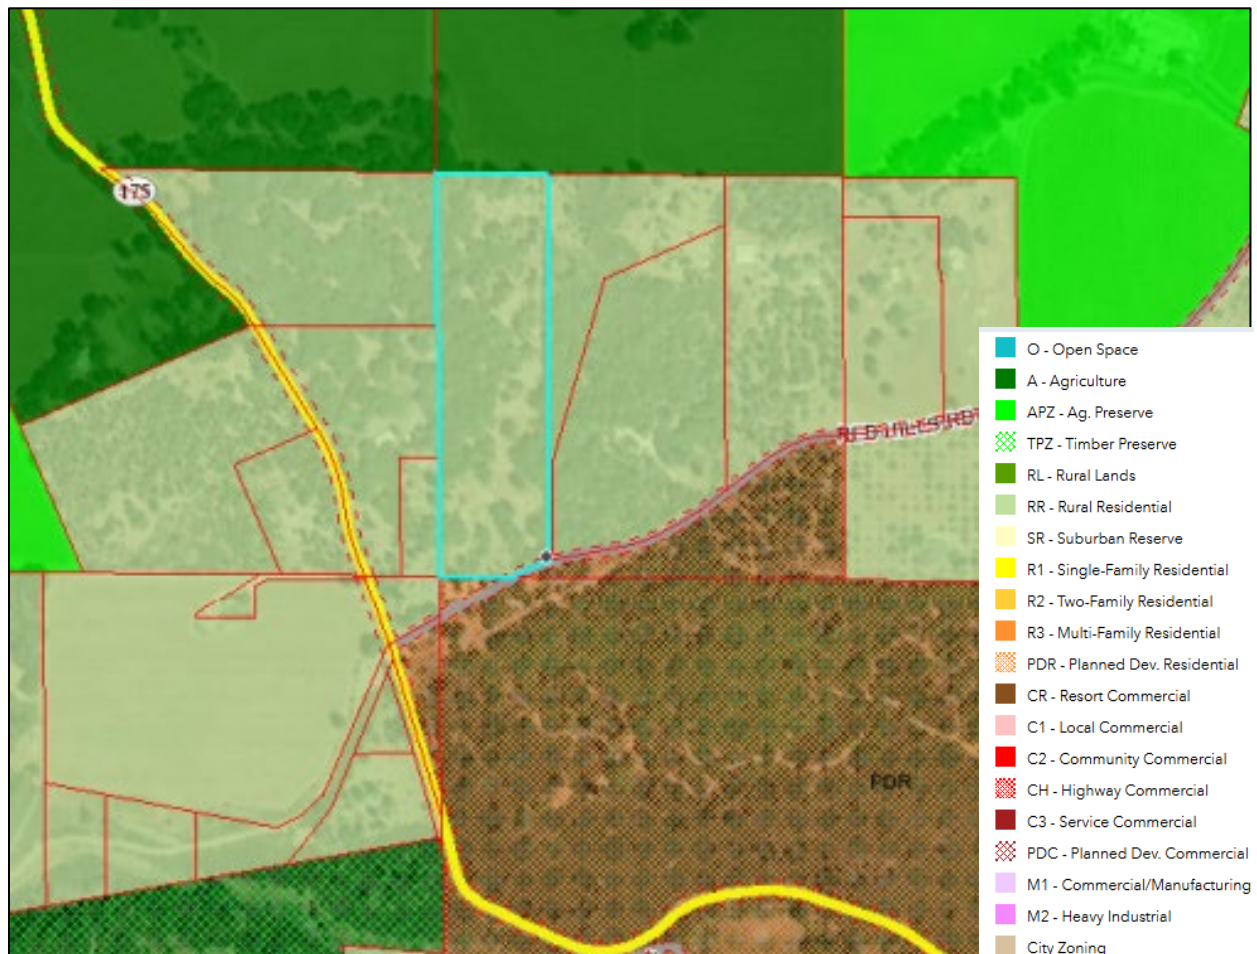 175
RED HILLS RD
O - Open Space
A - Agriculture
APZ - Ag. Preserve
TPZ - Timber Preserve
RL - Rural Lands
RR - Rural Residential
SR - Suburban Reserve
R1 - Single-Family Residential
R2 - Two-Family Residential
R3 - Multi-Family Residential
PDR - Planned Dev. Residential
CR - Resort Commercial
C1 - Local Commercial
C2 - Community Commercial
CH - Highway Commercial
C3 - Service Commercial
PDC - Planned Dev. Commercial
M1 - Commercial/Manufacturing
M2 - Heavy Industrial
City Zoning
PDR